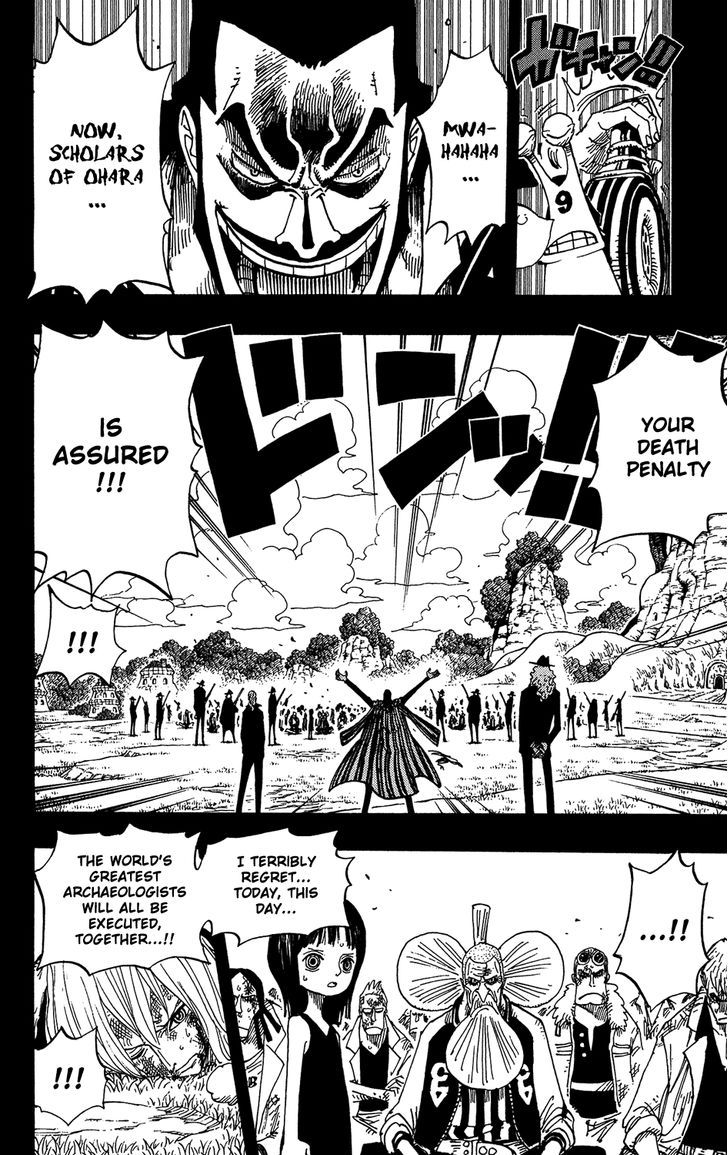 ガチャン!!
9
MWA-
HAHAHA
...
NOW,
SCHOLARS
OF OHARA
...
YOUR
DEATH
PENALTY
ドンッ!!
IS
ASSURED
!!!
!!!
...!!
I TERRIBLY
REGRET...
TODAY, THIS
DAY...
THE WORLD'S
GREATEST
ARCHAEOLOGISTS
WILL ALL BE
EXECUTED,
TOGETHER...!!
!!!